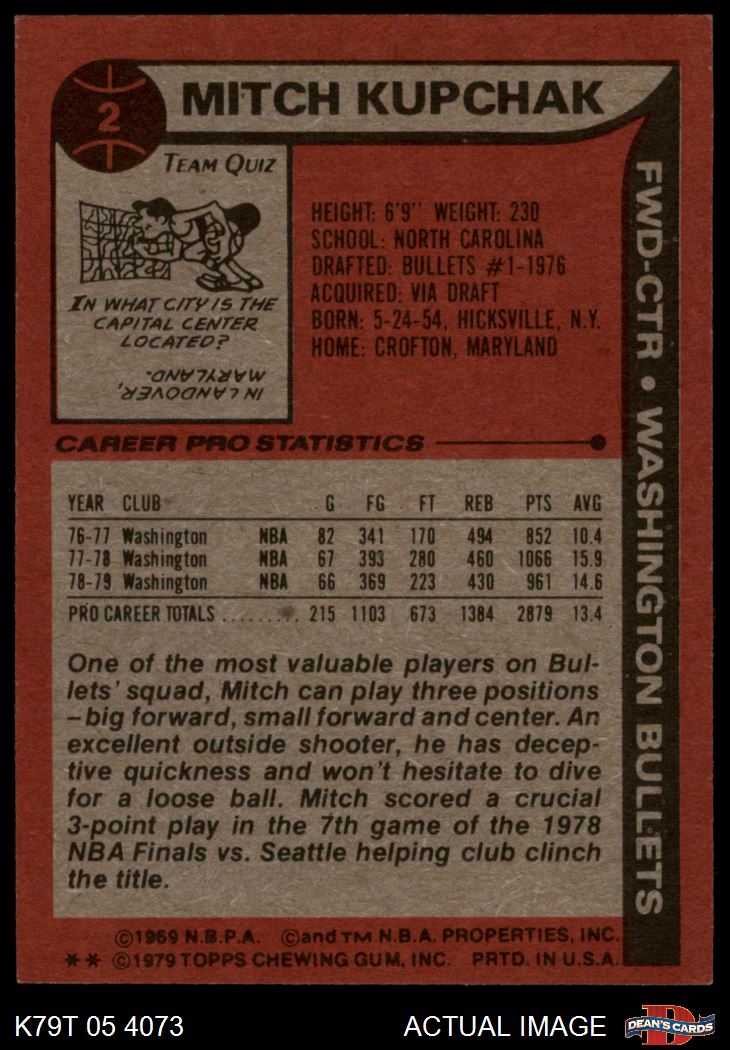 2
MITCH KUPCHAK
TEAM QUIZ
IN WHAT CITY IS THE
CAPITAL CENTER
LOCATED?
IN LANDOVER,
MARYLAND.
HEIGHT: 6'9" WEIGHT: 230
SCHOOL: NORTH CAROLINA
DRAFTED: BULLETS #1-1976
ACQUIRED: VIA DRAFT
BORN: 5-24-54, HICKSVILLE, N.Y.
HOME: CROFTON, MARYLAND
FWD-CTR • WASHINGTON BULLETS
CAREER PRO STATISTICS
YEAR CLUB G FG FT REB PTS AVG
76-77 Washington NBA 82 341 170 494 852 10.4
77-78 Washington NBA 67 393 280 460 1066 15.9
78-79 Washington NBA 66 369 223 430 961 14.6
PRO CAREER TOTALS ......... 215 1103 673 1384 2879 13.4
One of the most valuable players on Bul-
lets' squad, Mitch can play three positions
–big forward, small forward and center. An
excellent outside shooter, he has decep-
tive quickness and won't hesitate to dive
for a loose ball. Mitch scored a crucial
3-point play in the 7th game of the 1978
NBA Finals vs. Seattle helping club clinch
the title.
©1969 N.B.P.A. ©and TM N.B.A. PROPERTIES, INC.
** ©1979 TOPPS CHEWING GUM, INC. PRTD. IN U.S.A.
K79T 05 4073
ACTUAL IMAGE
D
DEAN'S CARDS